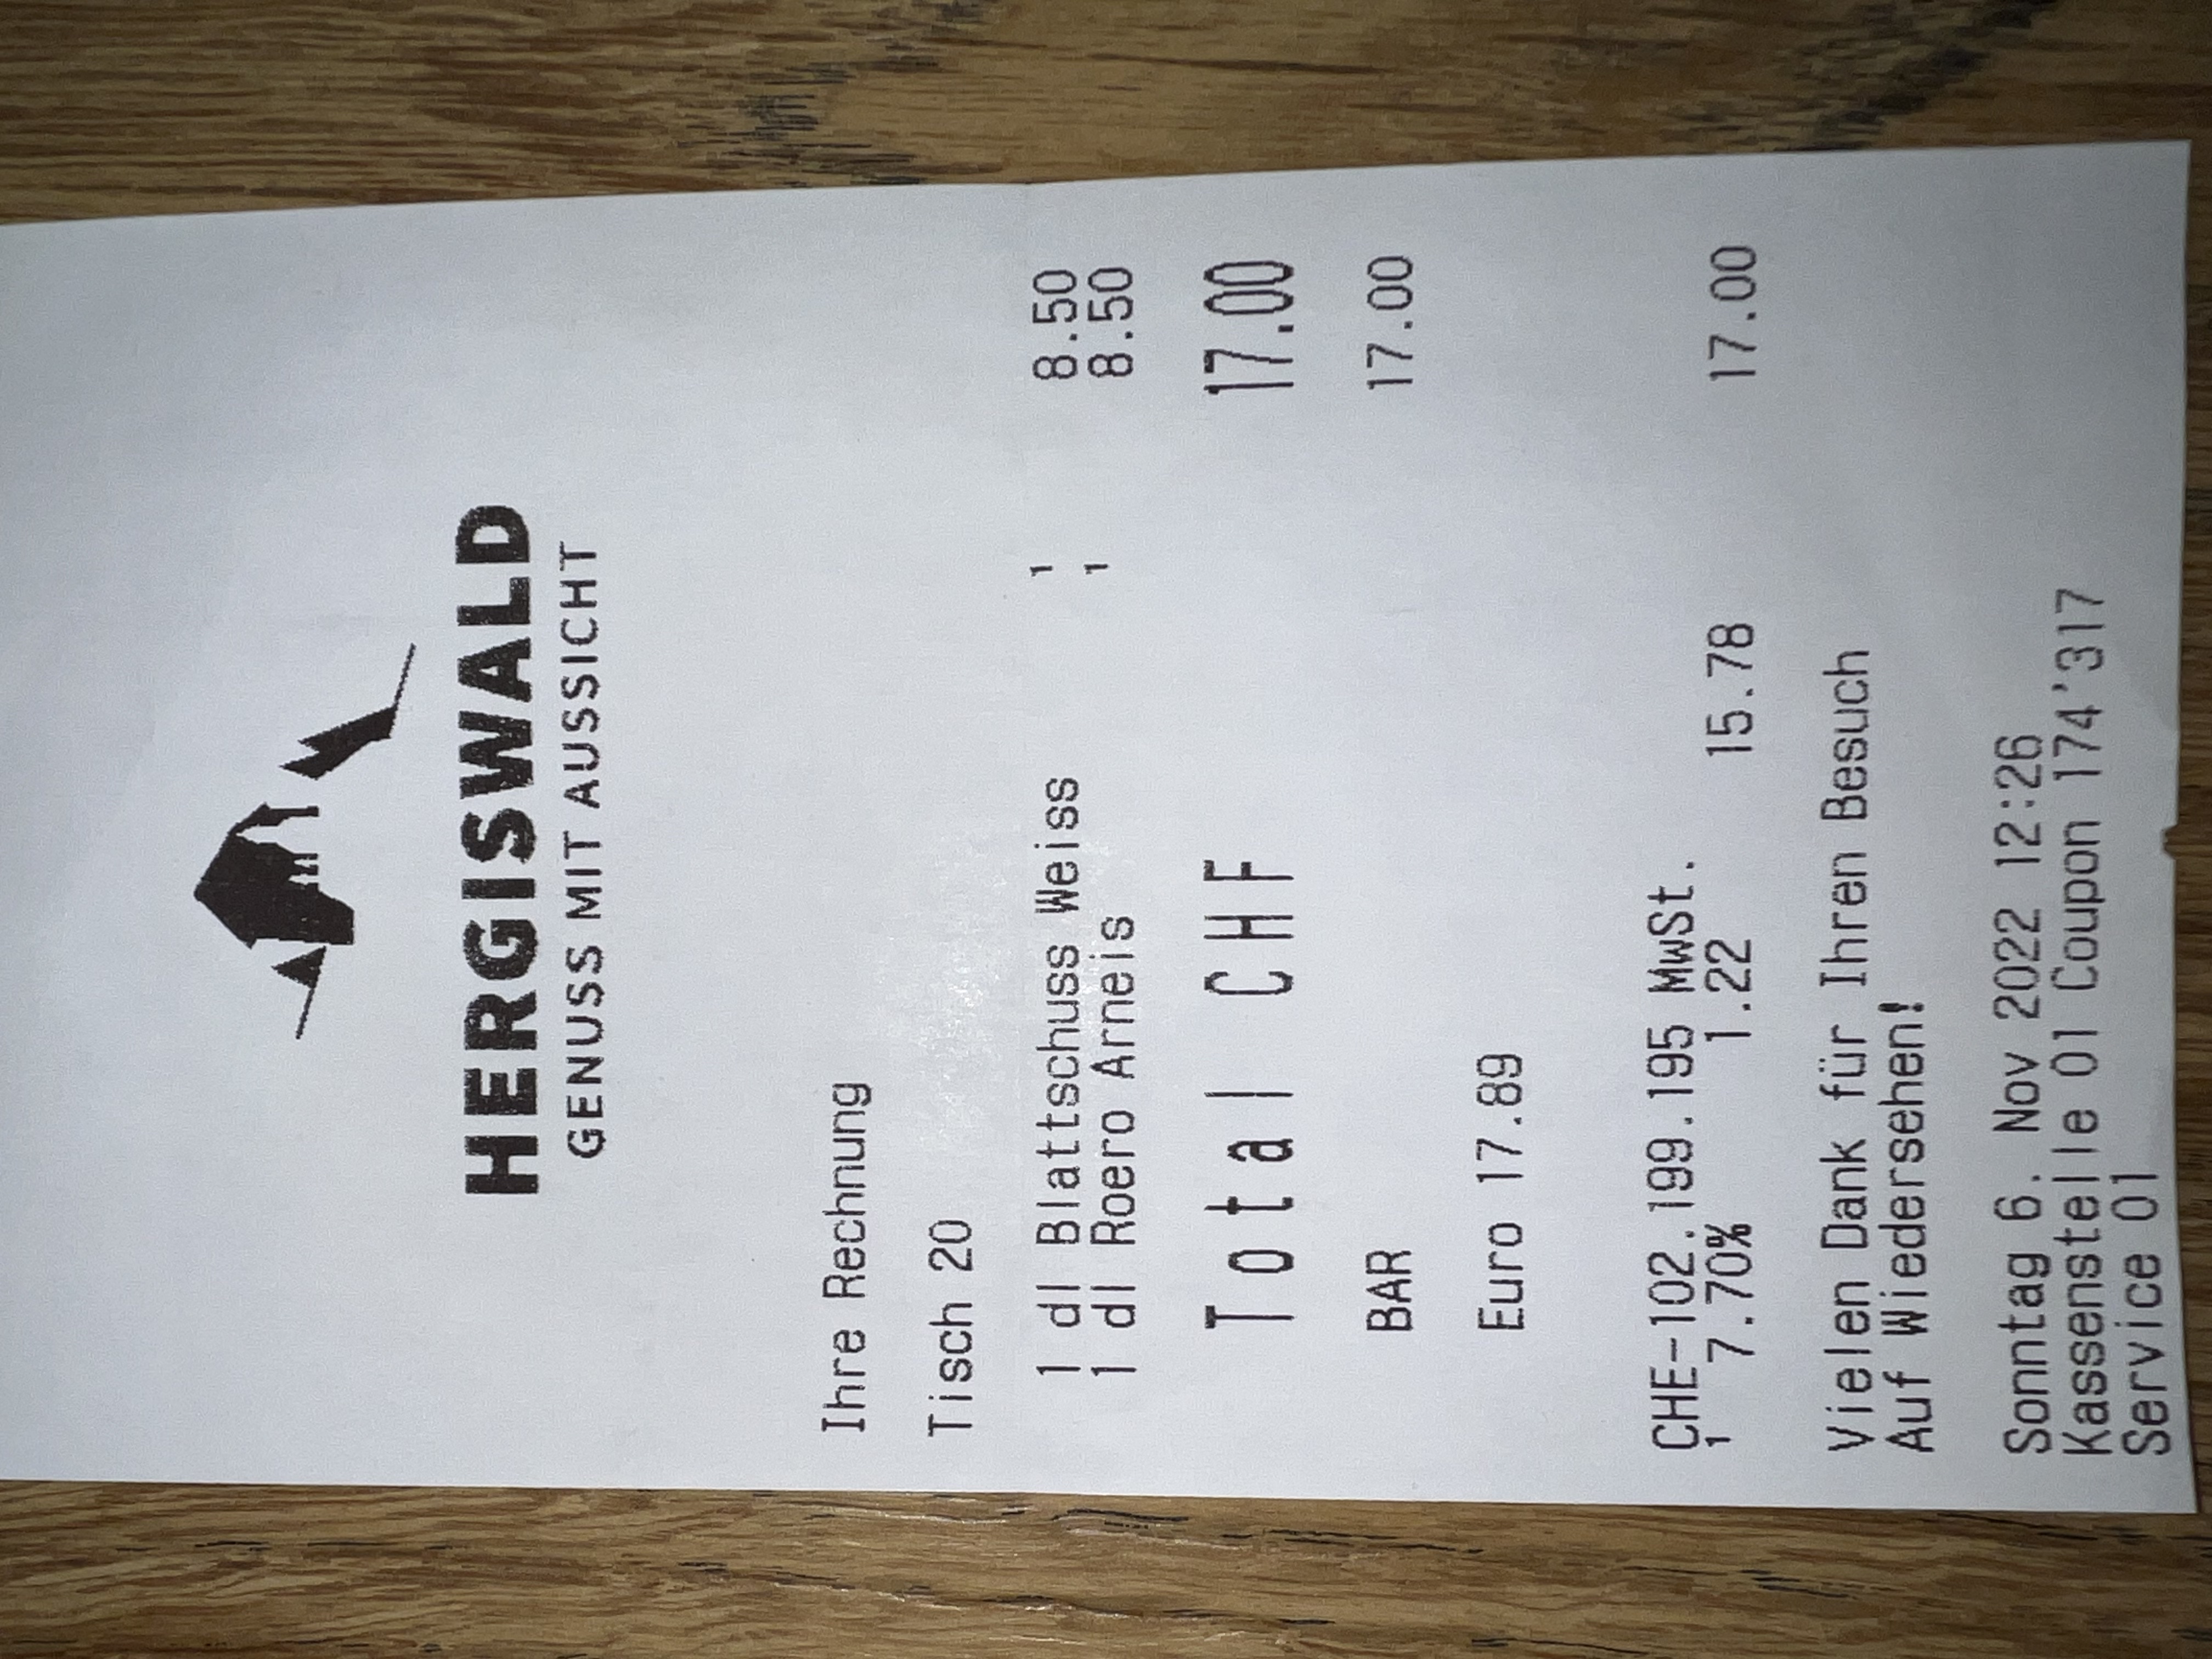 HERGISWALD
GENUSS MIT AUSSICHT
Ihre Rechnung
Tisch 20
1 dl Blattschuss Weiss 1 8.50
1 dl Roero Arneis 1 8.50
Total CHF 17.00
BAR 17.00
Euro 17.89
CHE-102.199.195 MwSt.
1 7.70% 1.22 15.78 17.00
Vielen Dank für Ihren Besuch
Auf Wiedersehen!
Sonntag 6. Nov 2022 12:26
Kassenstelle 01 Coupon 174'317
Service 01